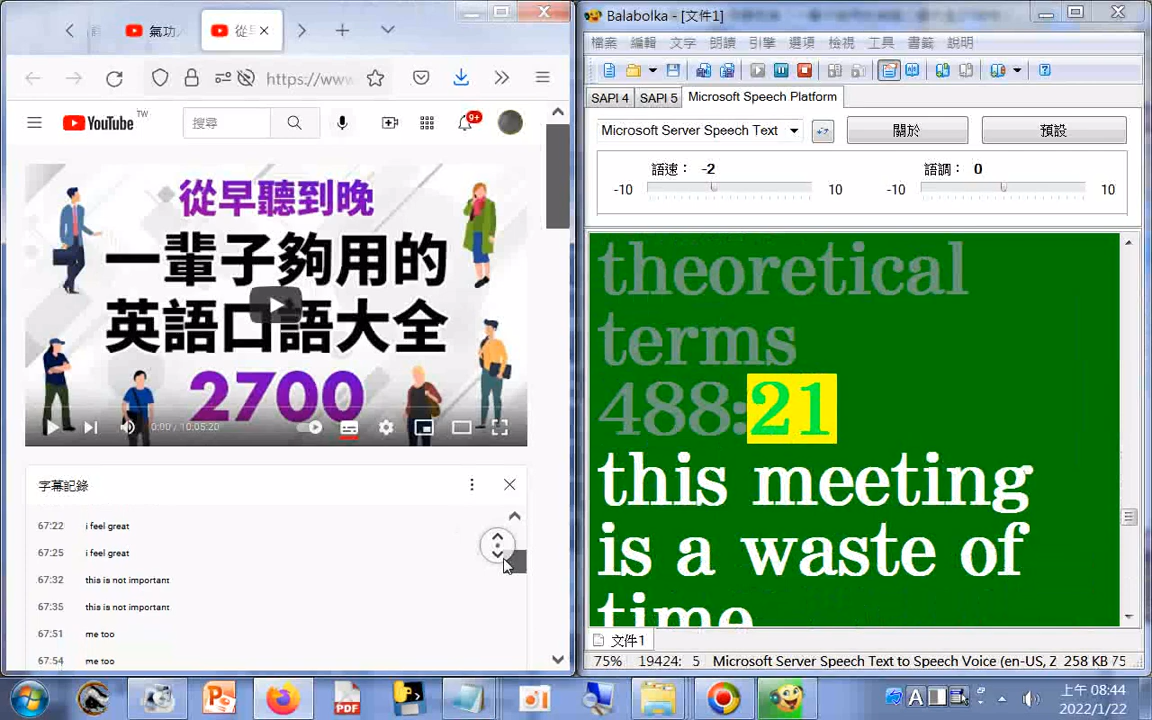 氣功
從
https://www
YouTube TW
搜尋
9+
從早聽到晚
一輩子夠用的
英語口語大全
2700
0:00 / 10:05:20
字幕記錄
67:22 i feel great
67:25 i feel great
67:32 this is not important
67:35 this is not important
67:51 me too
67:54 me too
Balabolka - [文件1]
檔案 編輯 文字 朗讀 引擎 選項 檢視 工具 書籤 說明
SAPI 4 SAPI 5 Microsoft Speech Platform
Microsoft Server Speech Text 關於 預設
語速： -2 語調： 0
-10 10 -10 10
theoretical
terms
488:21
this meeting
is a waste of
time
文件1
75% 19424: 5 Microsoft Server Speech Text to Speech Voice (en-US, Z 258 KB 75
PDF
A
上午 08:44
2022/1/22